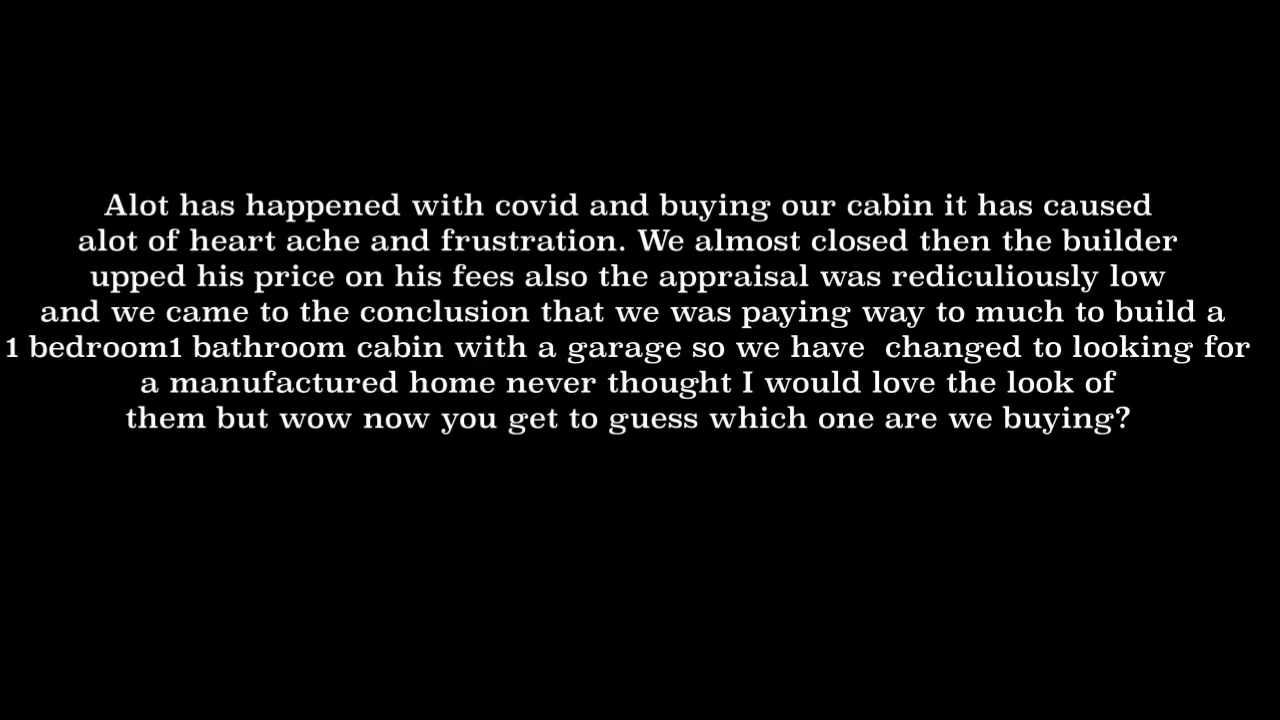 Alot has happened with covid and buying our cabin it has caused
alot of heart ache and frustration. We almost closed then the builder
upped his price on his fees also the appraisal was rediculiously low
and we came to the conclusion that we was paying way to much to build a
1 bedroom1 bathroom cabin with a garage so we have  changed to looking for
a manufactured home never thought I would love the look of
them but wow now you get to guess which one are we buying?